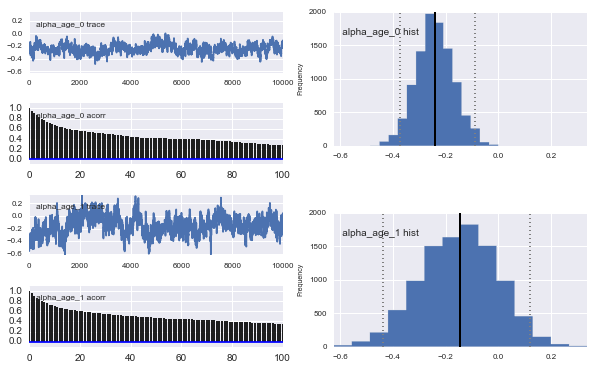 alpha_age_0 trace
0.2
0.0
−0.2
−0.4
−0.6
0 2000 4000 6000 8000 10000
alpha_age_0 acorr
1.0
0.8
0.6
0.4
0.2
0.0
0 20 40 60 80 100
alpha_age_1 trace
0.2
0.0
−0.2
−0.4
−0.6
0 2000 4000 6000 8000 10000
alpha_age_1 acorr
1.0
0.8
0.6
0.4
0.2
0.0
0 20 40 60 80 100
alpha_age_0 hist
Frequency
2000
1500
1000
500
0
−0.6 −0.4 −0.2 0.0 0.2
alpha_age_1 hist
Frequency
2000
1500
1000
500
0
−0.6 −0.4 −0.2 0.0 0.2